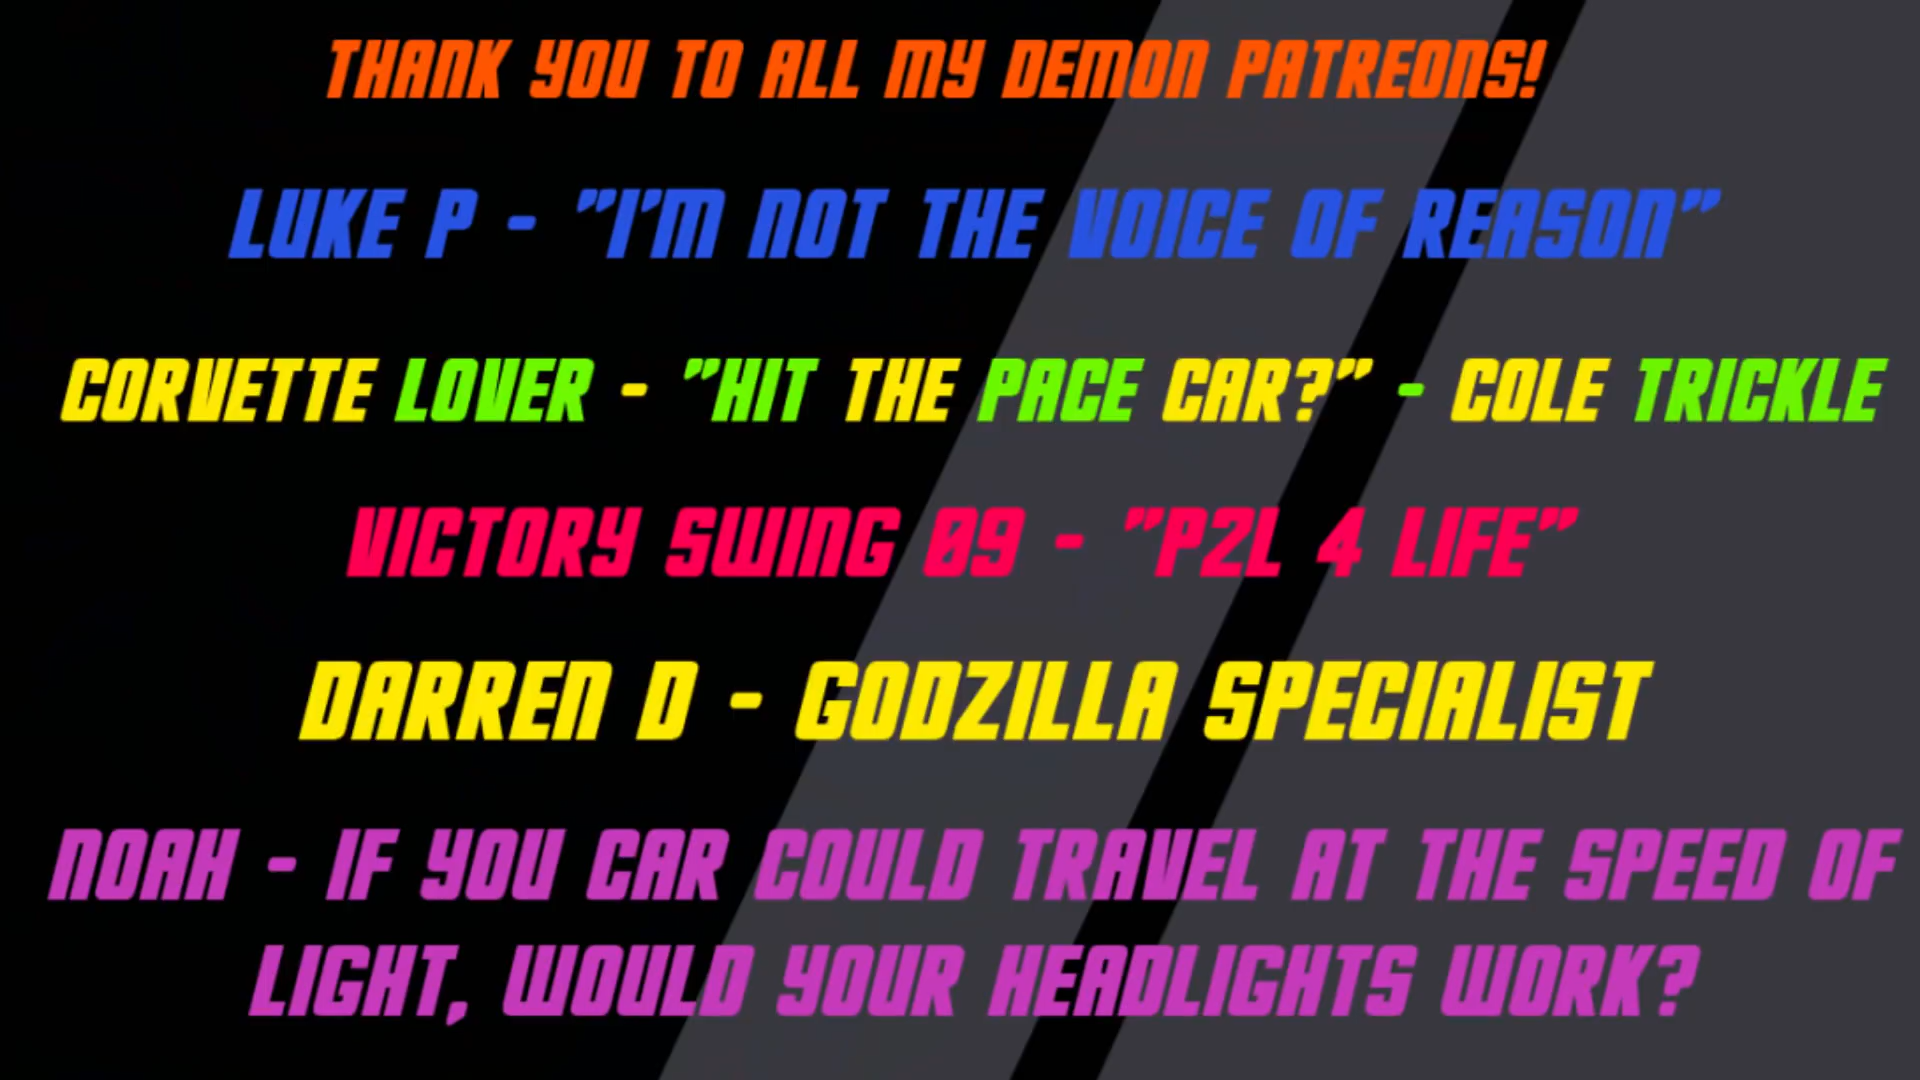 THANK YOU TO ALL MY DEMON PATREONS!
LUKE P - "I'M NOT THE VOICE OF REASON"
CORVETTE LOVER - "HIT THE PACE CAR?" - COLE TRICKLE
VICTORY SWING 09 - "P2L 4 LIFE"
DARREN D - GODZILLA SPECIALIST
NOAH - IF YOU CAR COULD TRAVEL AT THE SPEED OF
LIGHT, WOULD YOUR HEADLIGHTS WORK?